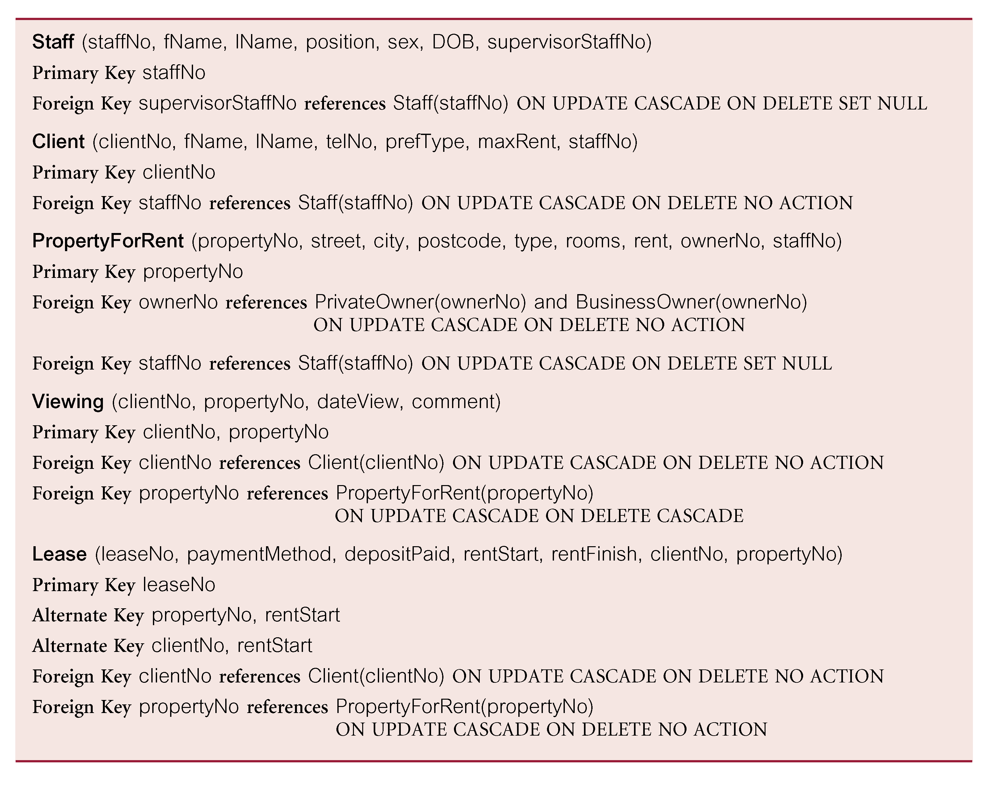 Staff (staffNo, fName, lName, position, sex, DOB, supervisorStaffNo)
Primary Key staffNo
Foreign Key supervisorStaffNo references Staff(staffNo) ON UPDATE CASCADE ON DELETE SET NULL
Client (clientNo, fName, lName, telNo, prefType, maxRent, staffNo)
Primary Key clientNo
Foreign Key staffNo references Staff(staffNo) ON UPDATE CASCADE ON DELETE NO ACTION
PropertyForRent (propertyNo, street, city, postcode, type, rooms, rent, ownerNo, staffNo)
Primary Key propertyNo
Foreign Key ownerNo references PrivateOwner(ownerNo) and BusinessOwner(ownerNo)
ON UPDATE CASCADE ON DELETE NO ACTION
Foreign Key staffNo references Staff(staffNo) ON UPDATE CASCADE ON DELETE SET NULL
Viewing (clientNo, propertyNo, dateView, comment)
Primary Key clientNo, propertyNo
Foreign Key clientNo references Client(clientNo) ON UPDATE CASCADE ON DELETE NO ACTION
Foreign Key propertyNo references PropertyForRent(propertyNo)
ON UPDATE CASCADE ON DELETE CASCADE
Lease (leaseNo, paymentMethod, depositPaid, rentStart, rentFinish, clientNo, propertyNo)
Primary Key leaseNo
Alternate Key propertyNo, rentStart
Alternate Key clientNo, rentStart
Foreign Key clientNo references Client(clientNo) ON UPDATE CASCADE ON DELETE NO ACTION
Foreign Key propertyNo references PropertyForRent(propertyNo)
ON UPDATE CASCADE ON DELETE NO ACTION